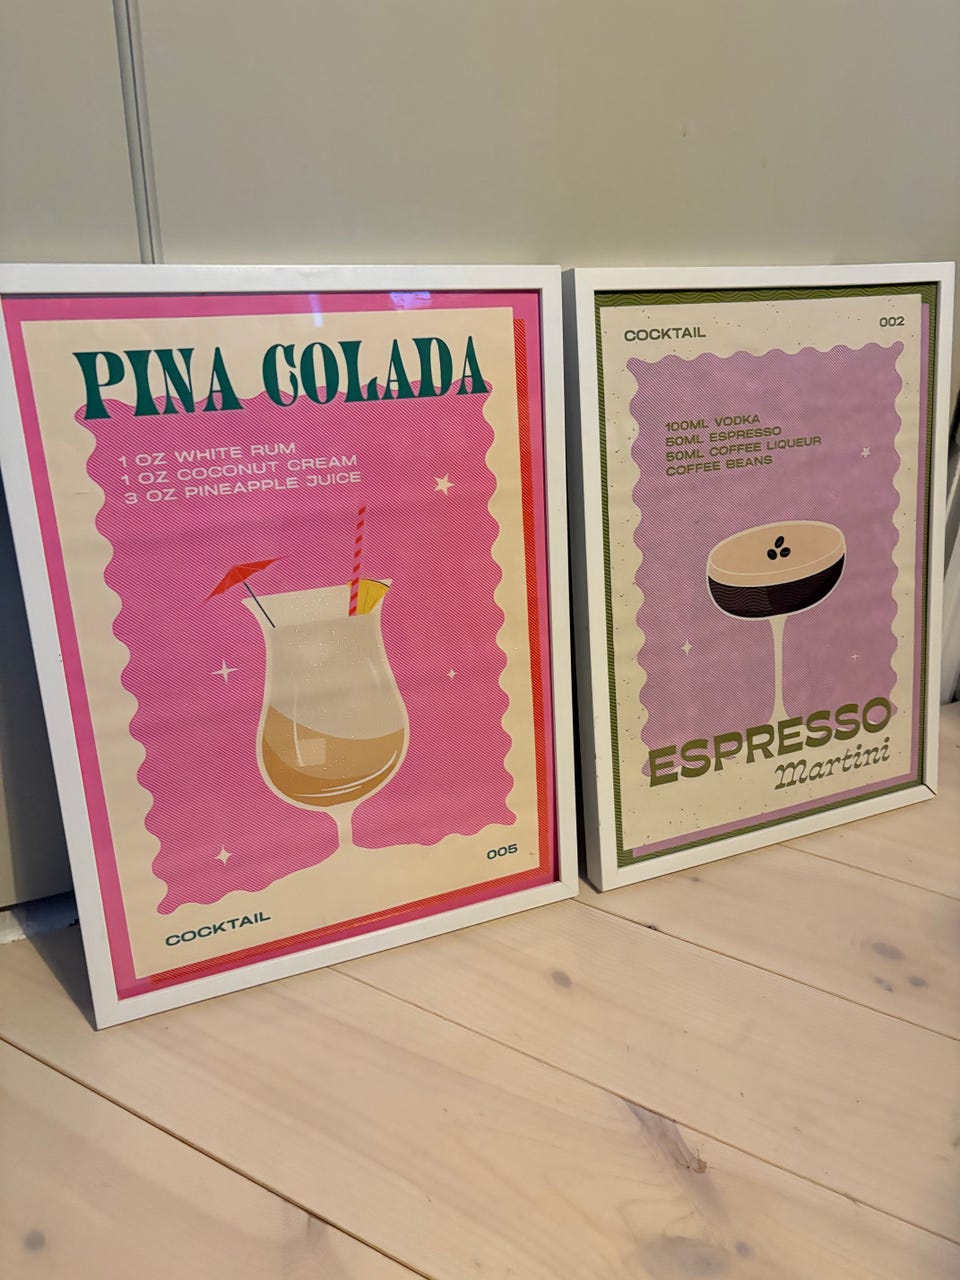 PINA COLADA
1 OZ WHITE RUM
1 OZ COCONUT CREAM
3 OZ PINEAPPLE JUICE
COCKTAIL
005
COCKTAIL
002
100ML VODKA
50ML ESPRESSO
50ML COFFEE LIQUEUR
COFFEE BEANS
ESPRESSO
Martini